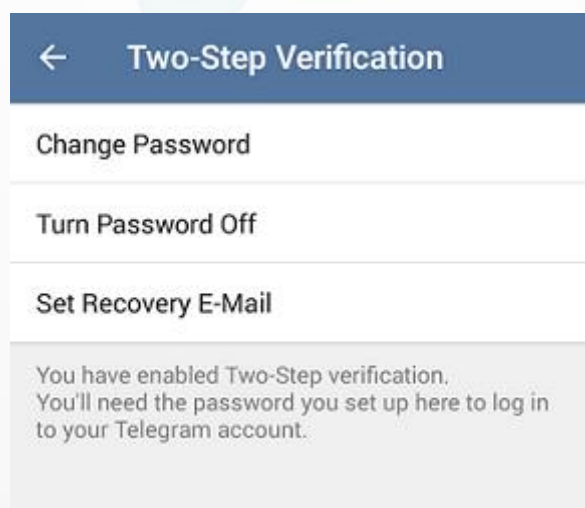 Two-Step Verification
Change Password
Turn Password Off
Set Recovery E-Mail
You have enabled Two-Step verification.
You'll need the password you set up here to log in
to your Telegram account.